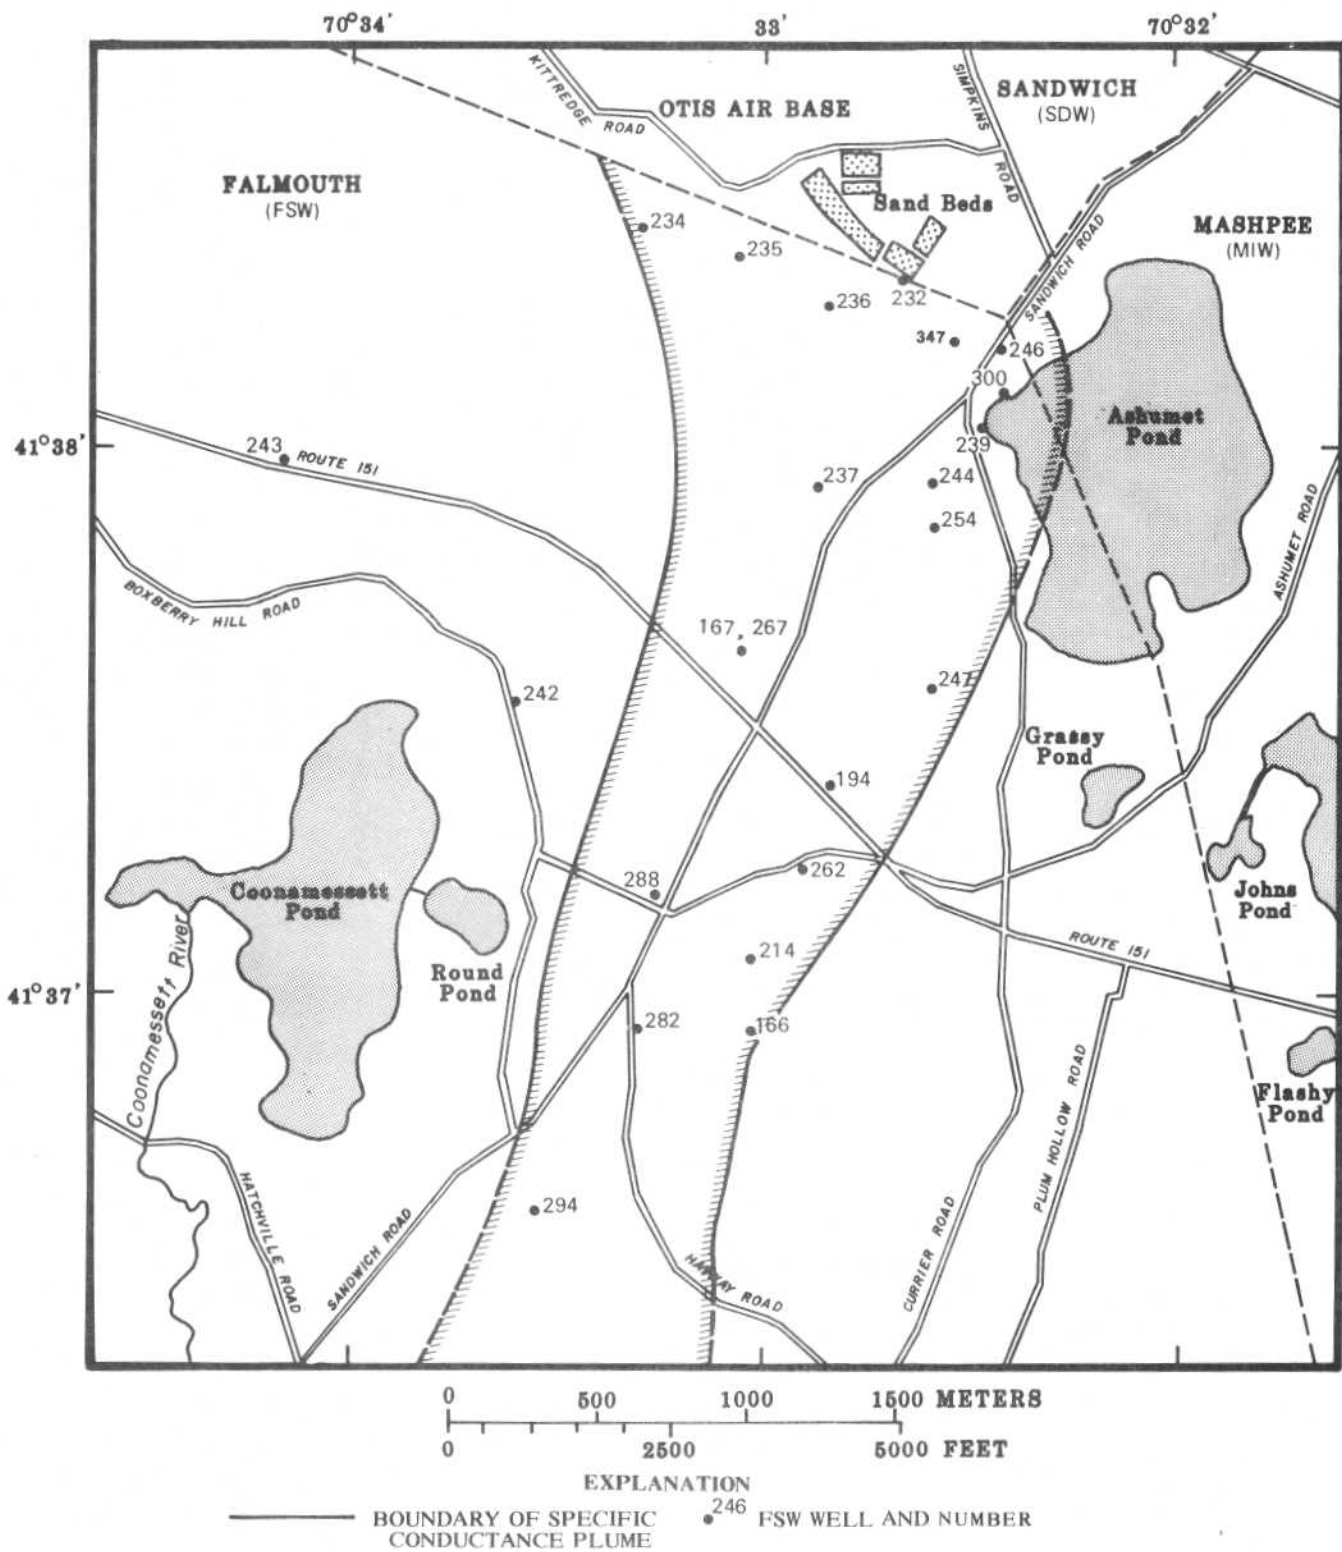 70°34'
33'
70°32'
KITTREDGE ROAD
OTIS AIR BASE
SIMPKINS ROAD
SANDWICH
(SDW)
FALMOUTH
(FSW)
Sand Beds
SANDWICH ROAD
MASHPEE
(MIW)
234
235
236
232
347
246
300
Ashumet
Pond
41°38'
243
ROUTE 151
239
237
244
254
ASHUMET ROAD
BOXBERRY HILL ROAD
167, 267
242
247
Grassy
Pond
194
Coonamessett
Pond
288
262
Johns
Pond
214
ROUTE 151
Round
Pond
41°37'
Coonamessett River
282
166
PLUM HOLLOW ROAD
Flashy
Pond
HATCHVILLE ROAD
SANDWICH ROAD
294
HAYWAY ROAD
CURRIER ROAD
0 500 1000 1500 METERS
0 2500 5000 FEET
EXPLANATION
BOUNDARY OF SPECIFIC
CONDUCTANCE PLUME
246 FSW WELL AND NUMBER